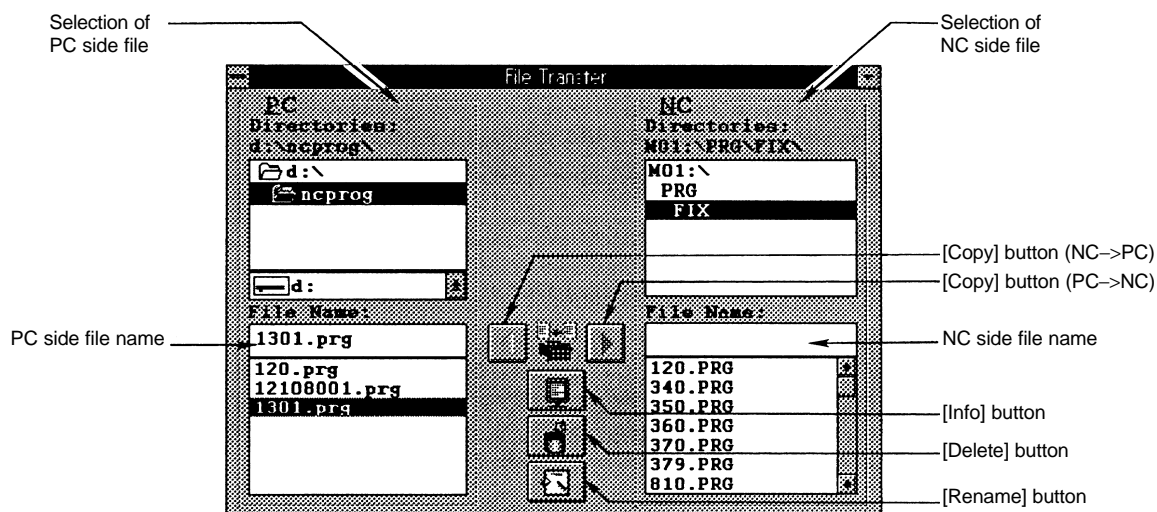 Selection of
PC side file
Selection of
NC side file
File Transfer
PC
Directories:
d:\ncprog\
d:\
ncprog
d:
File Name:
1301.prg
120.prg
12108001.prg
1301.prg
NC
Directories:
M01:\PRG\FIX\
M01:\
PRG
FIX
File Name:
120.PRG
340.PRG
350.PRG
360.PRG
370.PRG
379.PRG
810.PRG
PC side file name
[Copy] button (NC–>PC)
[Copy] button (PC–>NC)
NC side file name
[Info] button
[Delete] button
[Rename] button